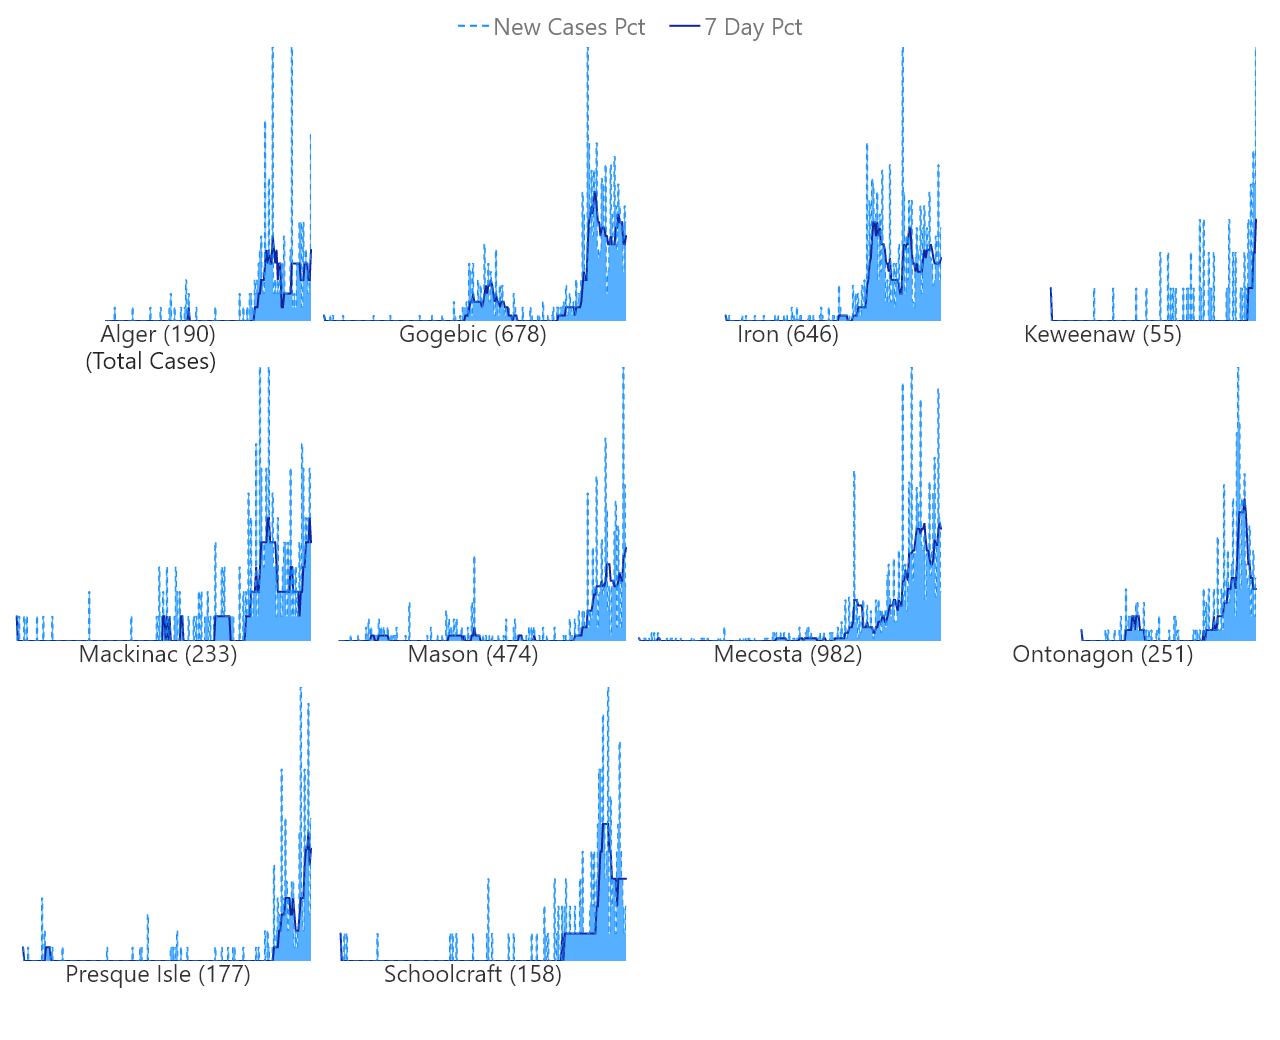 New Cases Pct 7 Day Pct
Alger (190) Gogebic (678) Iron (646) Keweenaw (55)
(Total Cases)
Mackinac (233) Mason (474) Mecosta (982) Ontonagon (251)
Presque Isle (177) Schoolcraft (158)